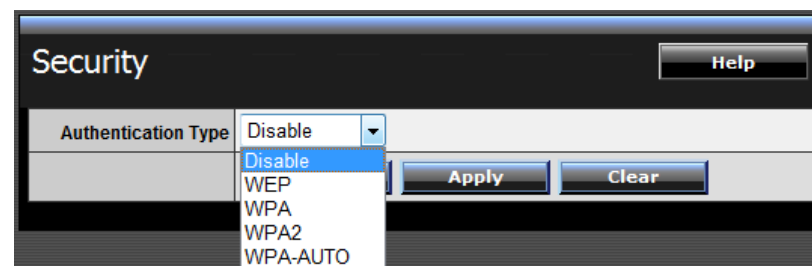 Security
Help
Authentication Type Disable
Disable
WEP
WPA
WPA2
WPA-AUTO
Apply
Clear